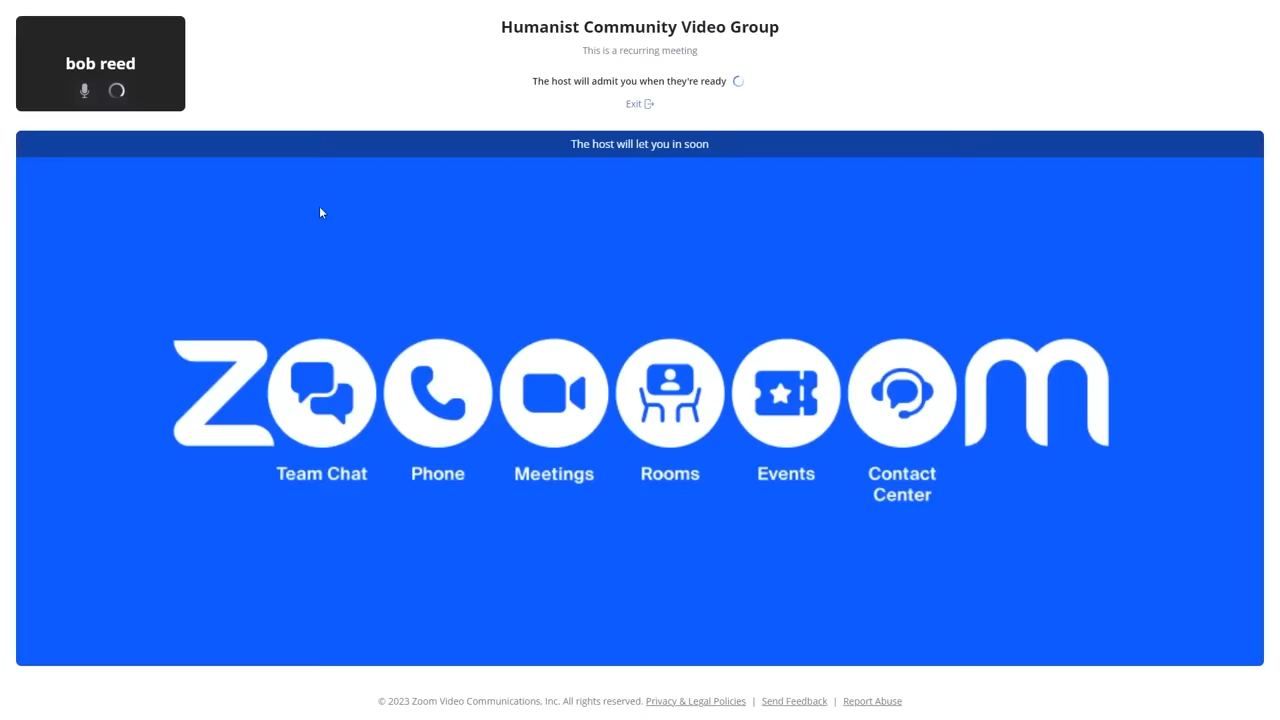 bob reed
Humanist Community Video Group
This is a recurring meeting
The host will admit you when they're ready
Exit
The host will let you in soon
zoooooom
Team Chat
Phone
Meetings
Rooms
Events
Contact
Center
© 2023 Zoom Video Communications, Inc. All rights reserved. Privacy & Legal Policies | Send Feedback | Report Abuse